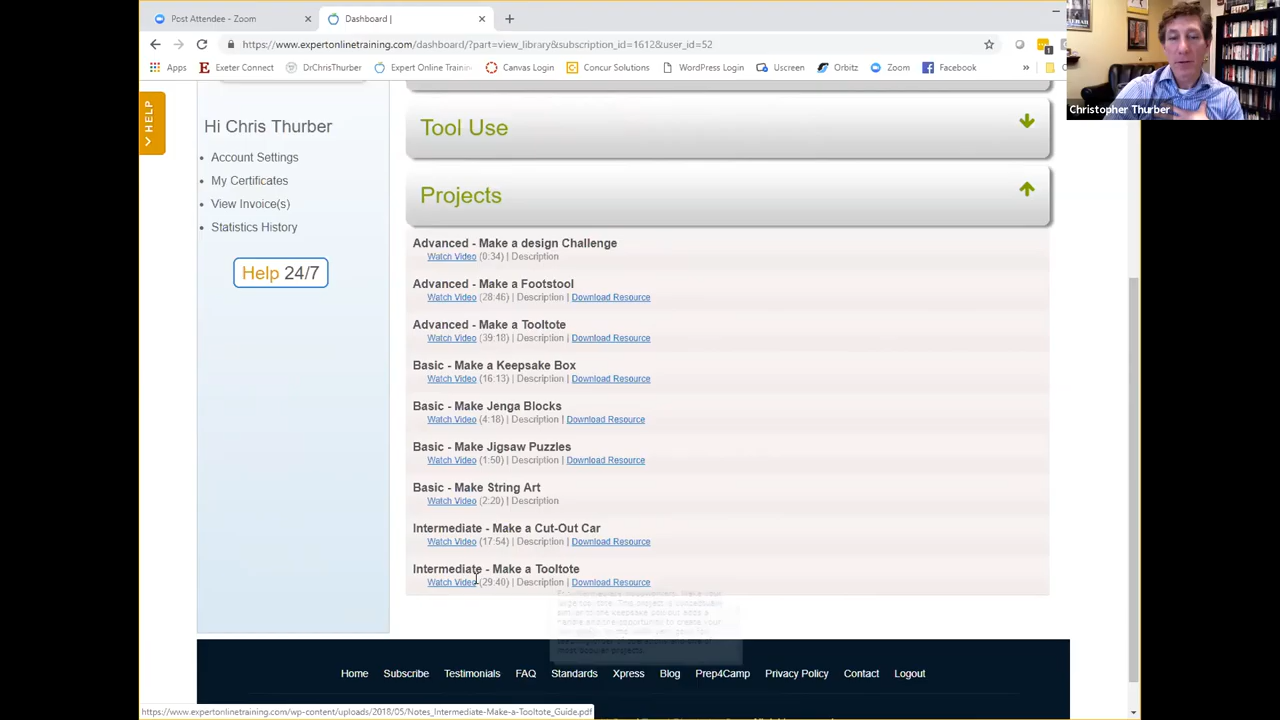 Post Attendee - Zoom
Dashboard |
https://www.expertonlinetraining.com/dashboard/?part=view_library&subscription_id=1612&user_id=52
Apps
Exeter Connect
DrChrisThurber
Expert Online Trainin
Canvas Login
Concur Solutions
WordPress Login
Uscreen
Orbitz
Zoom
Facebook
»
Christopher Thurber
HELP
Hi Chris Thurber
Account Settings
My Certificates
View Invoice(s)
Statistics History
Help 24/7
Tool Use
Projects
Advanced - Make a design Challenge
Watch Video (0:34) | Description
Advanced - Make a Footstool
Watch Video (28:46) | Description | Download Resource
Advanced - Make a Tooltote
Watch Video (39:18) | Description | Download Resource
Basic - Make a Keepsake Box
Watch Video (16:13) | Description | Download Resource
Basic - Make Jenga Blocks
Watch Video (4:18) | Description | Download Resource
Basic - Make Jigsaw Puzzles
Watch Video (1:50) | Description | Download Resource
Basic - Make String Art
Watch Video (2:20) | Description
Intermediate - Make a Cut-Out Car
Watch Video (17:54) | Description | Download Resource
Intermediate - Make a Tooltote
Watch Video (29:40) | Description | Download Resource
most popular projects.
Home Subscribe Testimonials FAQ Standards Xpress Blog Prep4Camp Privacy Policy Contact Logout
https://www.expertonlinetraining.com/wp-content/uploads/2018/05/Notes_Intermediate-Make-a-Tooltote_Guide.pdf